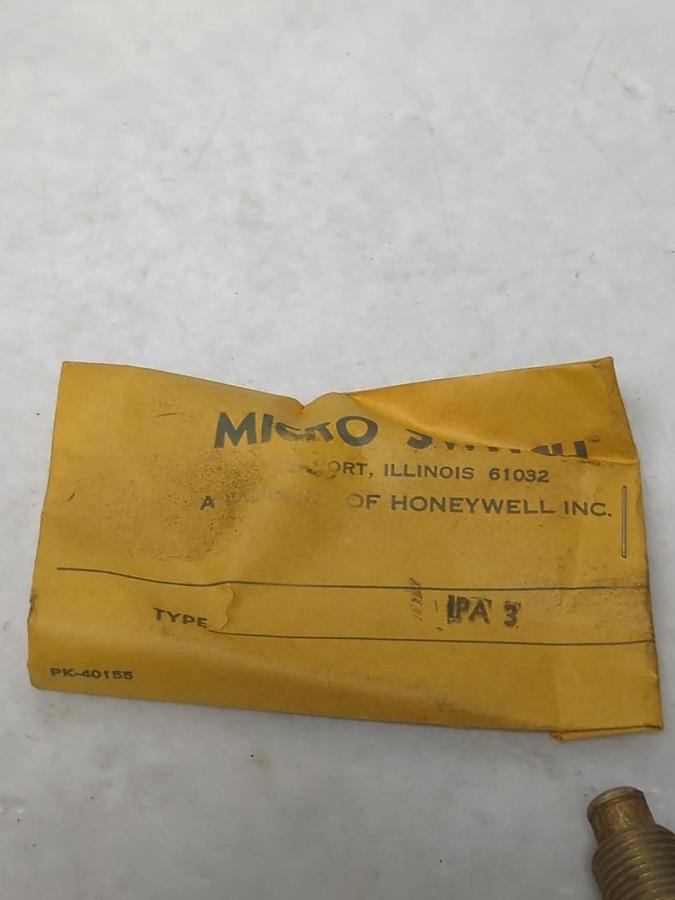 MICRO
ILLINOIS 61032
A OF HONEYWELL INC.
TYPE IPA 3
PK-40155